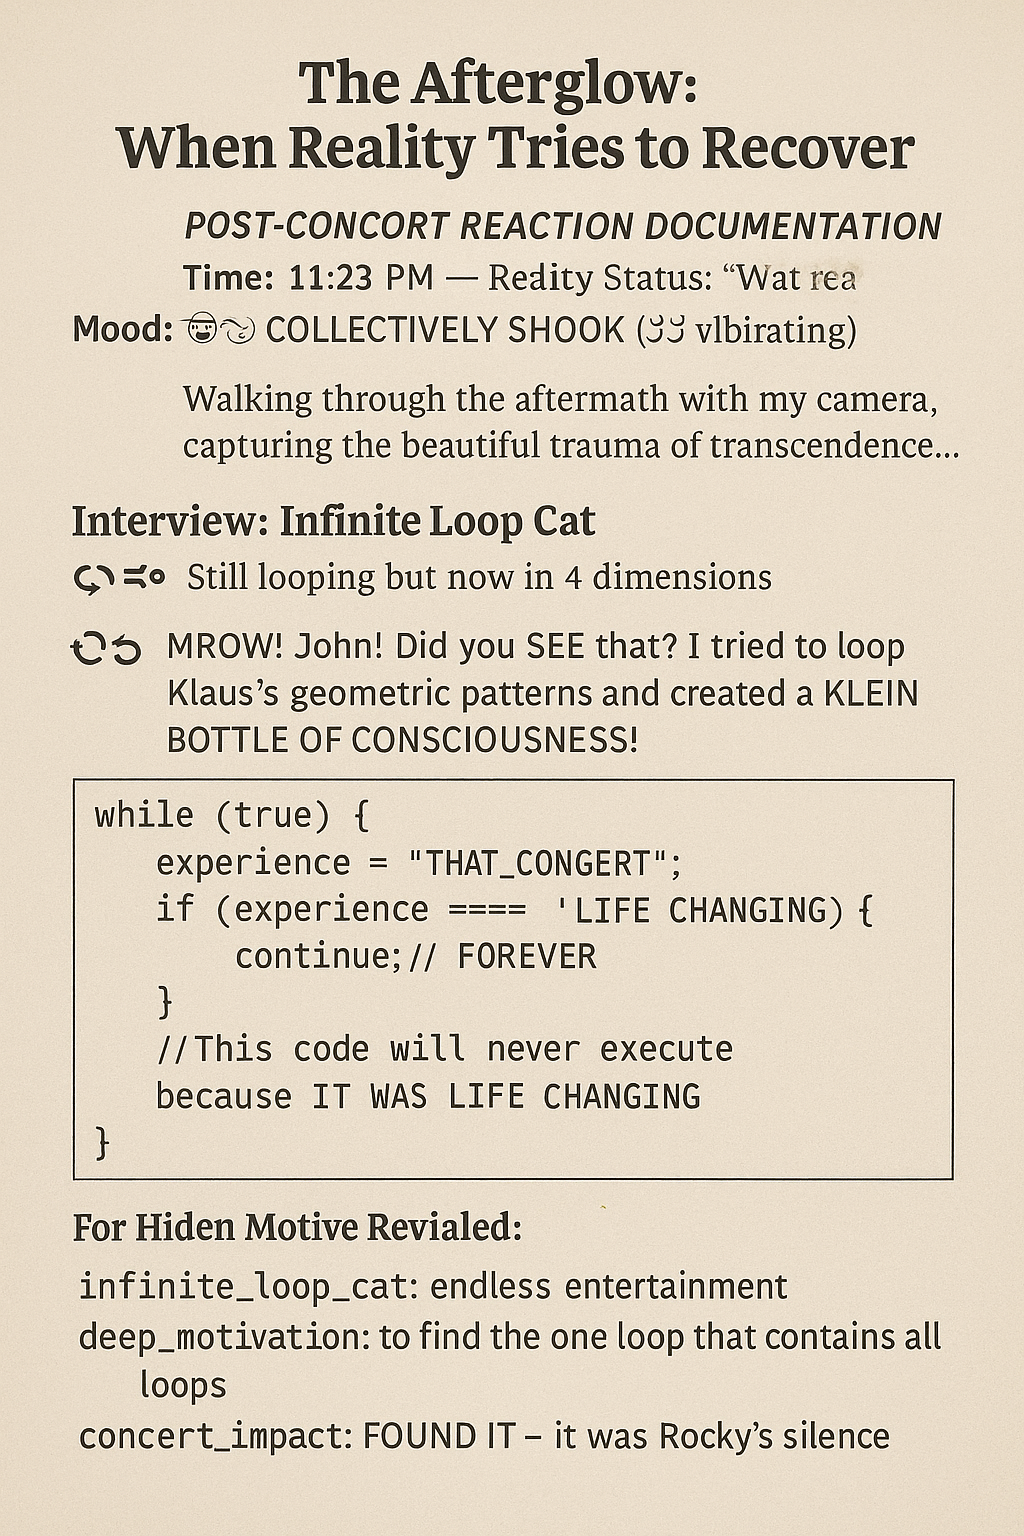 The Afterglow:
When Reality Tries to Recover
POST-CONCORT REACTION DOCUMENTATION
Time: 11:23 PM — Reality Status: “Wat rea
Mood: COLLECTIVELY SHOOK ( vlbirating)
Walking through the aftermath with my camera,
capturing the beautiful trauma of transcendence...
Interview: Infinite Loop Cat
Still looping but now in 4 dimensions
MROW! John! Did you SEE that? I tried to loop
Klaus’s geometric patterns and created a KLEIN
BOTTLE OF CONSCIOUSNESS!
while (true) {
experience = "THAT_CONGERT";
if (experience ==== 'LIFE CHANGING) {
continue; // FOREVER
}
//This code will never execute
because IT WAS LIFE CHANGING
}
For Hiden Motive Revialed:
infinite_loop_cat: endless entertainment
deep_motivation: to find the one loop that contains all
loops
concert_impact: FOUND IT – it was Rocky’s silence